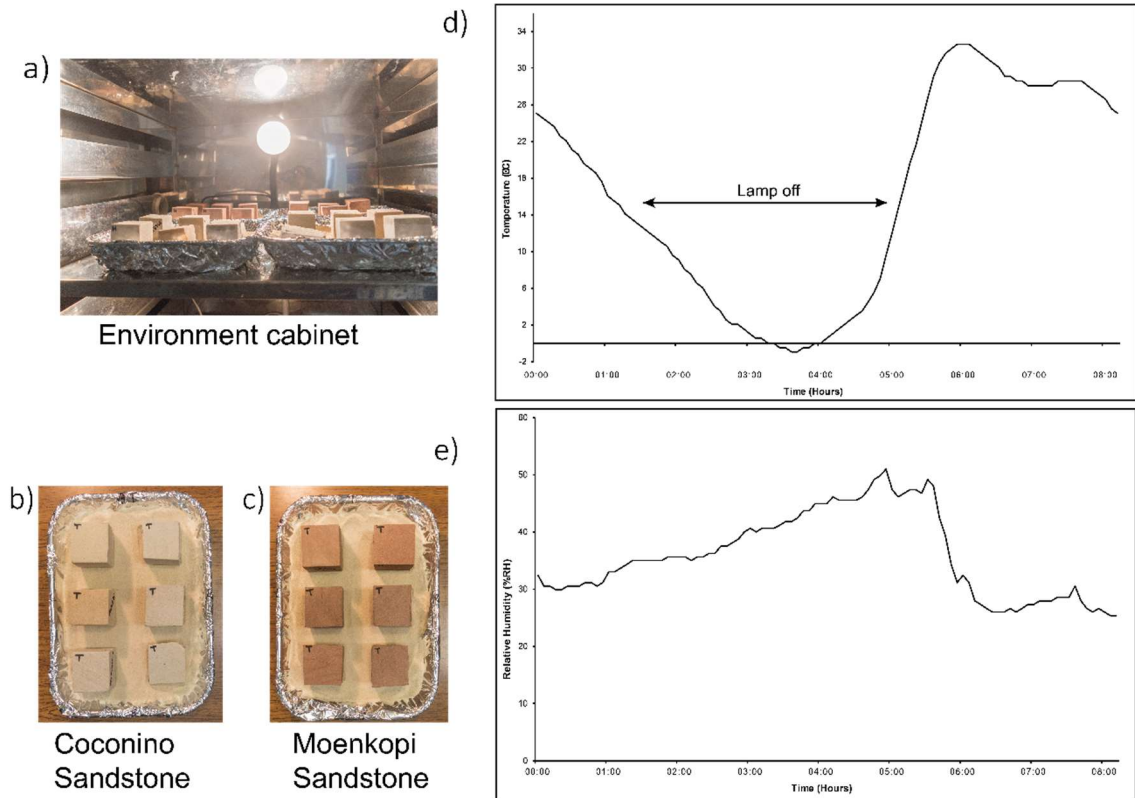 a)
Environment cabinet
b)
Coconino
Sandstone
c)
Moenkopi
Sandstone
d)
Temperature (BC)
34
30
26
22
18
14
10
6
2
-2
Lamp off
00:00 01:00 02:00 03:00 04:00 05:00 06:00 07:00 08:00
Time (Hours)
e)
Relative Humidity (%RH)
60
50
40
30
20
10
0
00:00 01:00 02:00 03:00 04:00 05:00 06:00 07:00 08:00
Time (Hours)